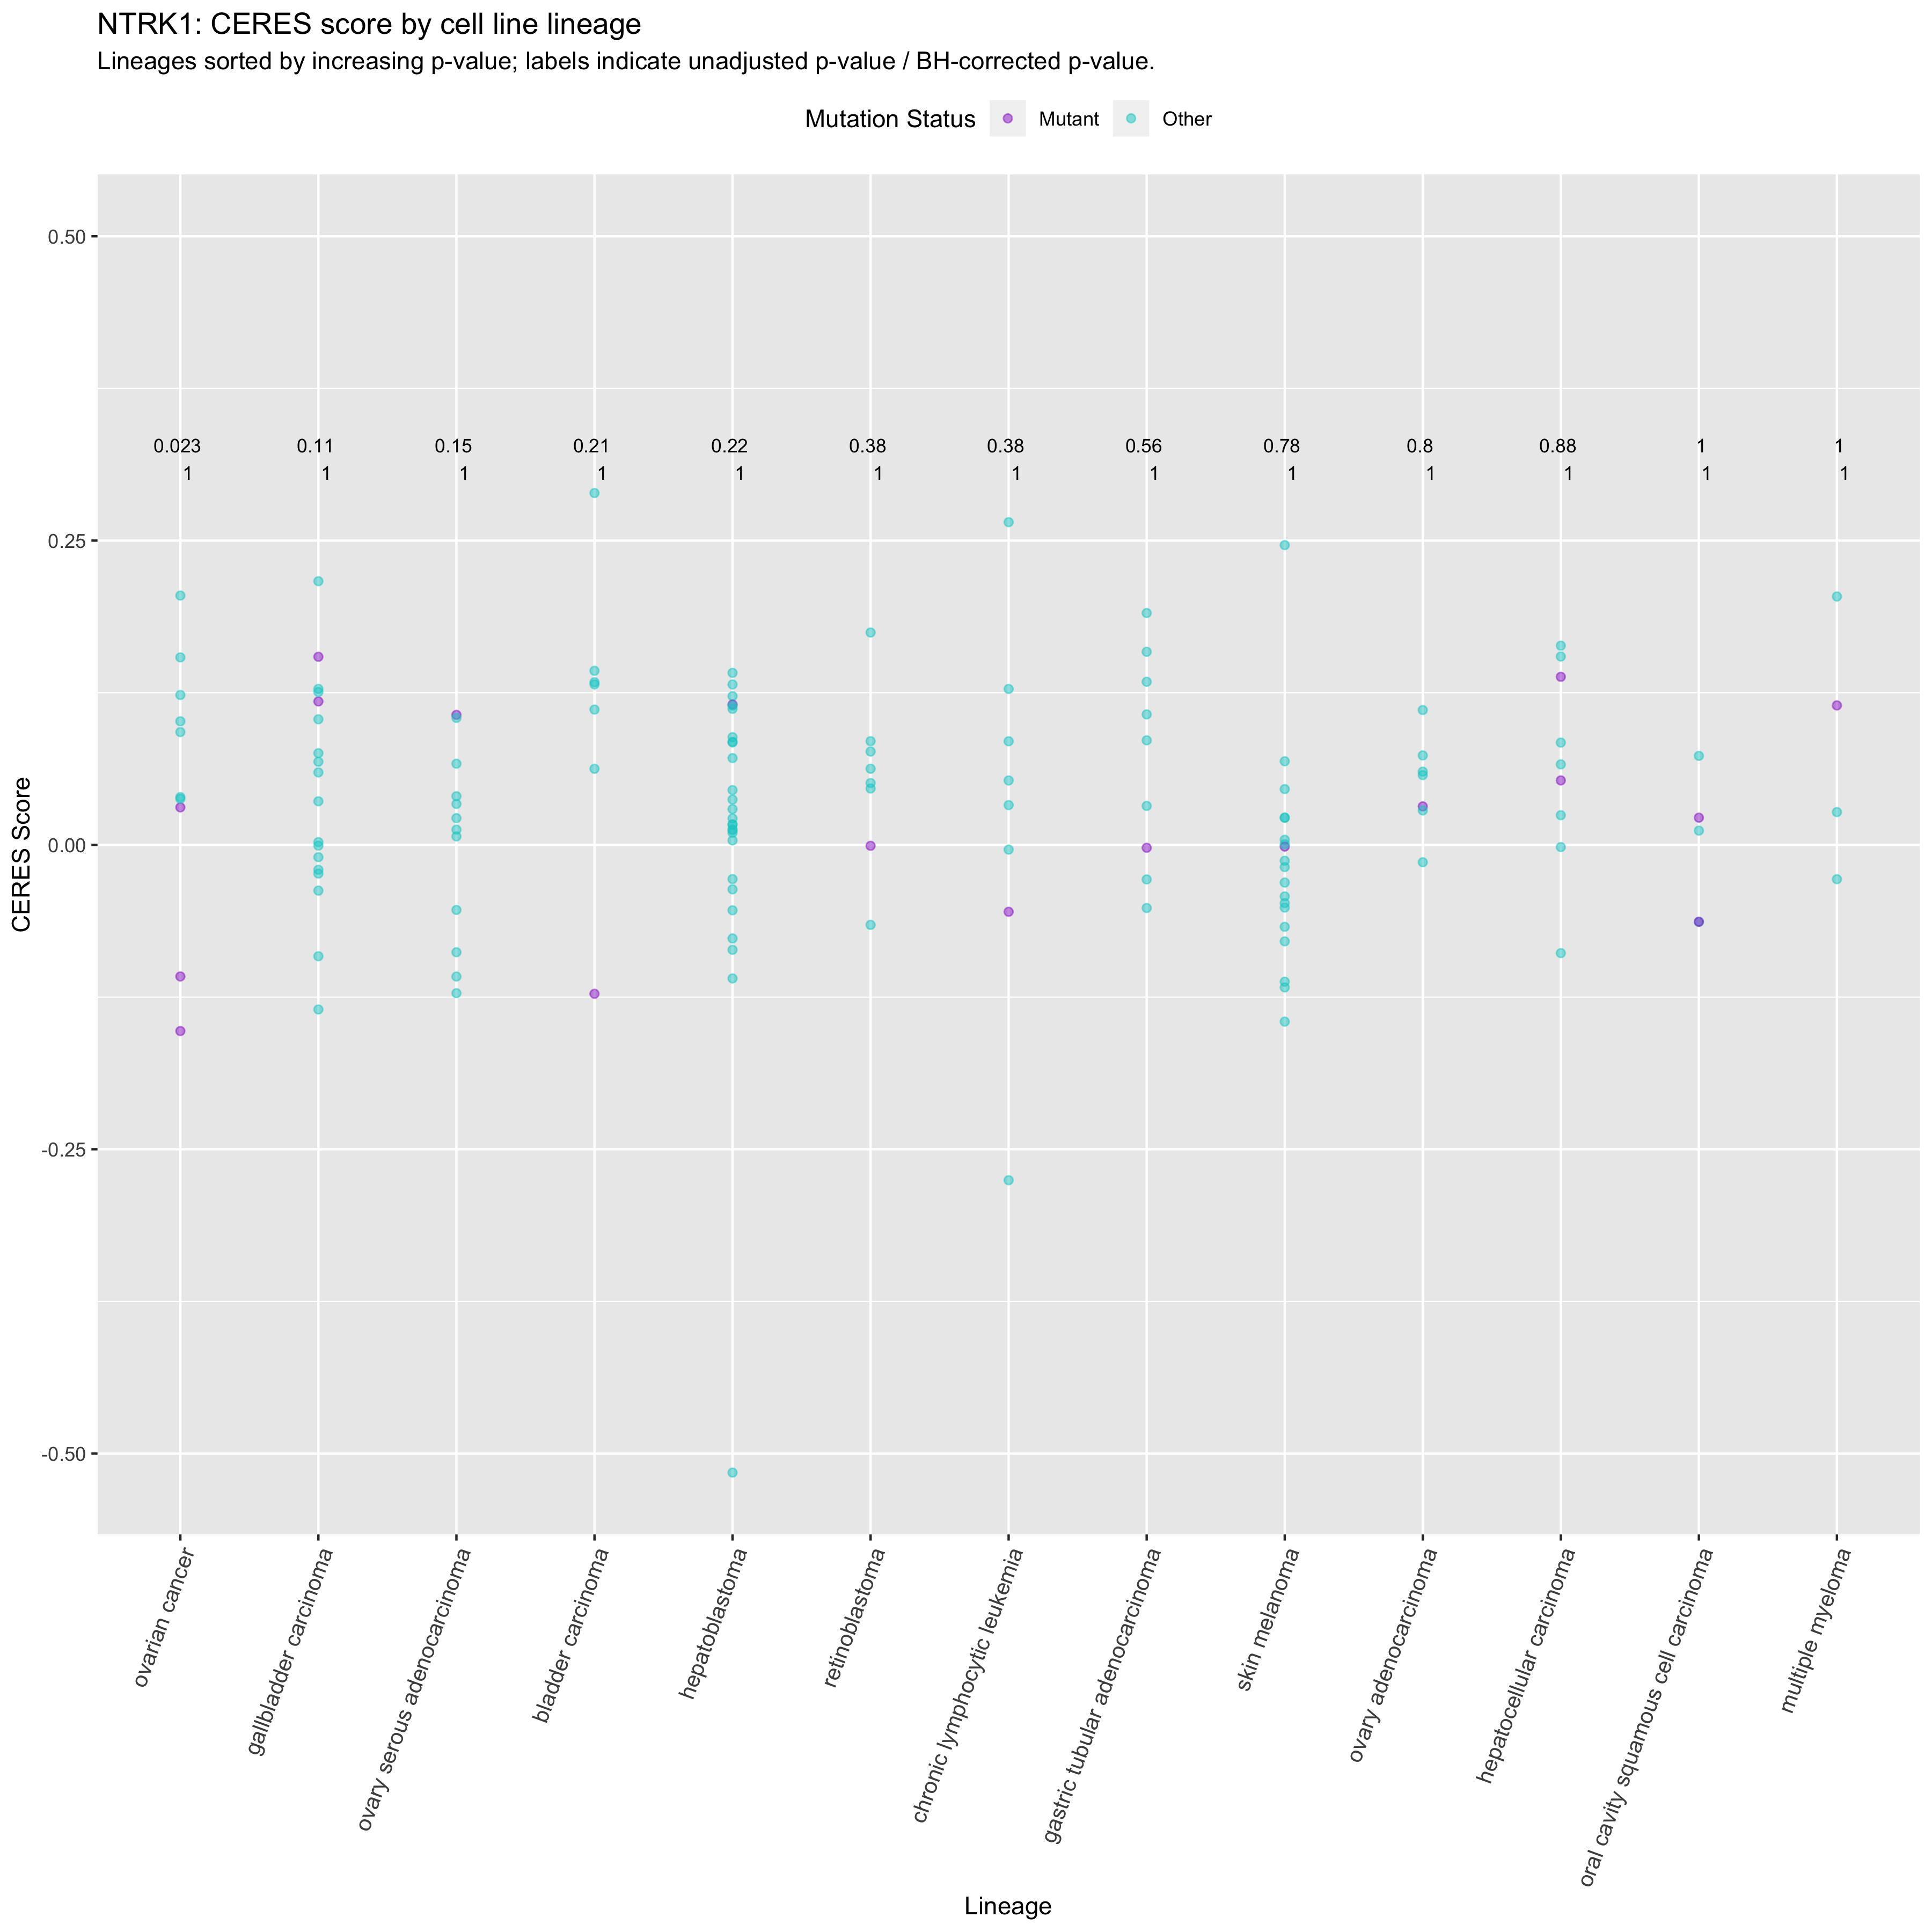 NTRK1: CERES score by cell line lineage
Lineages sorted by increasing p-value; labels indicate unadjusted p-value / BH-corrected p-value.
Mutation Status Mutant Other
0.50
0.023 0.11 0.15 0.21 0.22 0.38 0.38 0.56 0.78 0.8 0.88 1 1
1 1 1 1 1 1 1 1 1 1 1 1 1
0.25
0.00
-0.25
-0.50
CERES Score
ovarian cancer
gallbladder carcinoma
ovary serous adenocarcinoma
bladder carcinoma
hepatoblastoma
retinoblastoma
chronic lymphocytic leukemia
gastric tubular adenocarcinoma
skin melanoma
ovary adenocarcinoma
hepatocellular carcinoma
oral cavity squamous cell carcinoma
multiple myeloma
Lineage